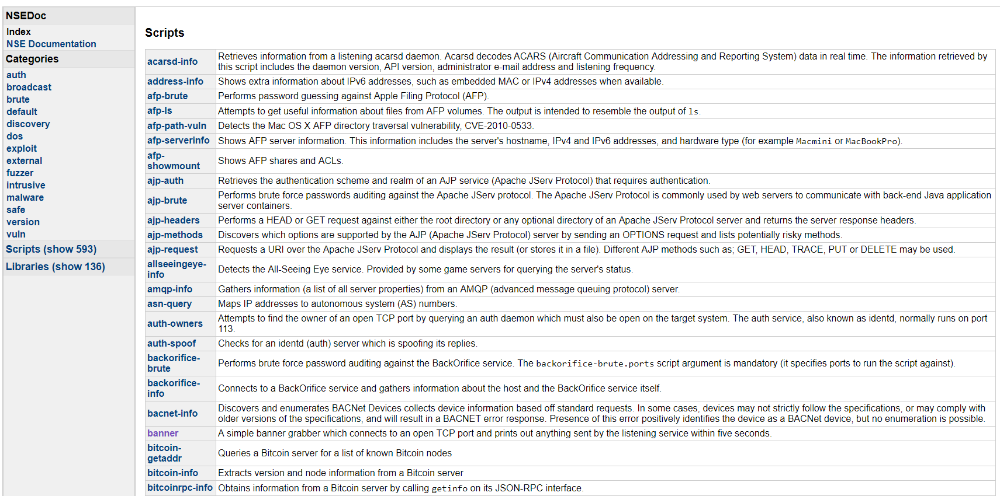 NSEDoc
Index
NSE Documentation
Categories
auth
broadcast
brute
default
discovery
dos
exploit
external
fuzzer
intrusive
malware
safe
version
vuln
Scripts (show 593)
Libraries (show 136)
Scripts
acarsd-info
Retrieves information from a listening acarsd daemon. Acarsd decodes ACARS (Aircraft Communication Addressing and Reporting System) data in real time. The information retrieved by
this script includes the daemon version, API version, administrator e-mail address and listening frequency.
address-info
Shows extra information about IPv6 addresses, such as embedded MAC or IPv4 addresses when available.
afp-brute
Performs password guessing against Apple Filing Protocol (AFP).
afp-ls
Attempts to get useful information about files from AFP volumes. The output is intended to resemble the output of ls.
afp-path-vuln
Detects the Mac OS X AFP directory traversal vulnerability, CVE-2010-0533.
afp-serverinfo
Shows AFP server information. This information includes the server's hostname, IPv4 and IPv6 addresses, and hardware type (for example Macmini or MacBookPro).
afp-
showmount
Shows AFP shares and ACLs.
ajp-auth
Retrieves the authentication scheme and realm of an AJP service (Apache JServ Protocol) that requires authentication.
ajp-brute
Performs brute force passwords auditing against the Apache JServ protocol. The Apache JServ Protocol is commonly used by web servers to communicate with back-end Java application
server containers.
ajp-headers
Performs a HEAD or GET request against either the root directory or any optional directory of an Apache JServ Protocol server and returns the server response headers.
ajp-methods
Discovers which options are supported by the AJP (Apache JServ Protocol) server by sending an OPTIONS request and lists potentially risky methods.
ajp-request
Requests a URI over the Apache JServ Protocol and displays the result (or stores it in a file). Different AJP methods such as; GET, HEAD, TRACE, PUT or DELETE may be used.
allseeingeye-
info
Detects the All-Seeing Eye service. Provided by some game servers for querying the server's status.
amqp-info
Gathers information (a list of all server properties) from an AMQP (advanced message queuing protocol) server.
asn-query
Maps IP addresses to autonomous system (AS) numbers.
auth-owners
Attempts to find the owner of an open TCP port by querying an auth daemon which must also be open on the target system. The auth service, also known as identd, normally runs on port
113.
auth-spoof
Checks for an identd (auth) server which is spoofing its replies.
backorifice-
brute
Performs brute force password auditing against the BackOrifice service. The backorifice-brute.ports script argument is mandatory (it specifies ports to run the script against).
backorifice-
info
Connects to a BackOrifice service and gathers information about the host and the BackOrifice service itself.
bacnet-info
Discovers and enumerates BACNet Devices collects device information based off standard requests. In some cases, devices may not strictly follow the specifications, or may comply with
older versions of the specifications, and will result in a BACNET error response. Presence of this error positively identifies the device as a BACNet device, but no enumeration is possible.
banner
A simple banner grabber which connects to an open TCP port and prints out anything sent by the listening service within five seconds.
bitcoin-
getaddr
Queries a Bitcoin server for a list of known Bitcoin nodes
bitcoin-info
Extracts version and node information from a Bitcoin server
bitcoinrpc-info
Obtains information from a Bitcoin server by calling getinfo on its JSON-RPC interface.